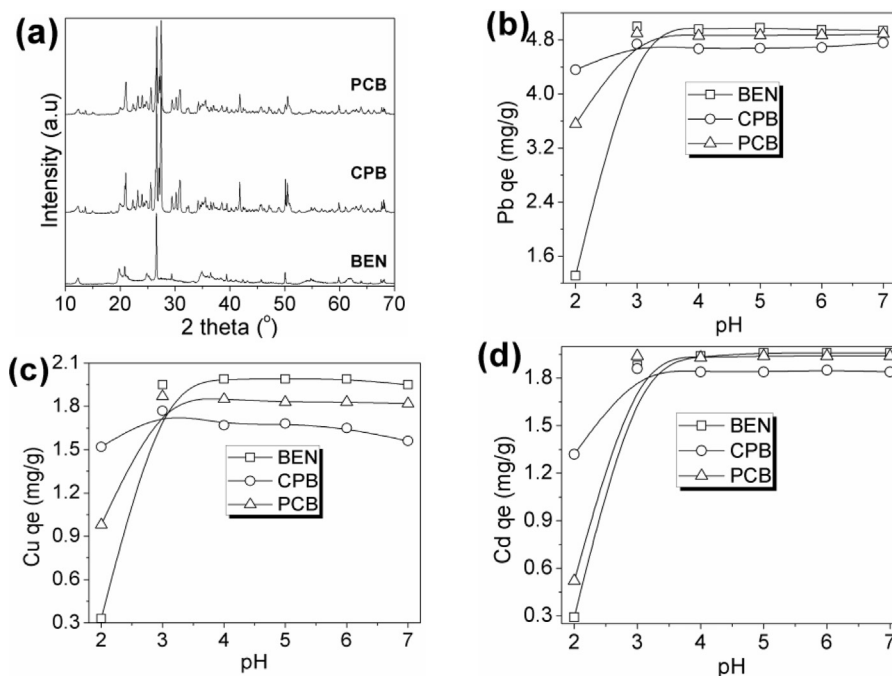 (a)
Intensity (a.u)
PCB
CPB
BEN
10 20 30 40 50 60 70
2 theta (°)
(b)
Pb qe (mg/g)
4.8
4.0
3.2
2.4
1.6
BEN
CPB
PCB
2 3 4 5 6 7
pH
(c)
Cu qe (mg/g)
2.1
1.8
1.5
1.2
0.9
0.6
0.3
BEN
CPB
PCB
2 3 4 5 6 7
pH
(d)
Cd qe (mg/g)
1.8
1.5
1.2
0.9
0.6
0.3
BEN
CPB
PCB
2 3 4 5 6 7
pH